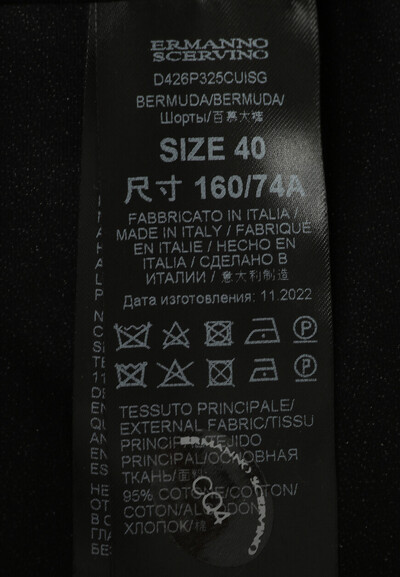 ERMANNO
SCERVINO
D426P325CUISG
BERMUDA/BERMUDA/
Шорты/百慕大裤
SIZE 40
尺寸 160/74A
FABBRICATO IN ITALIA /
MADE IN ITALY / FABRIQUÉ
EN ITALIE / HECHO EN
ITALIA / СДЕЛАНО В
ИТАЛИИ / 意大利制造
Дата изготовления: 11.2022
TESSUTO PRINCIPALE/
EXTERNAL FABRIC/TISSU
PRINCIPAL/TEJIDO
PRINCIPAL/ОСНОВНАЯ
ТКАНЬ/面料
95% COTONE/COTTON/
COTON/ALGODON/
ХЛОПОК/棉
ERMANNO SCERVINO